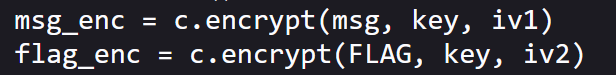 msg_enc = c.encrypt(msg, key, iv1)
flag_enc = c.encrypt(FLAG, key, iv2)